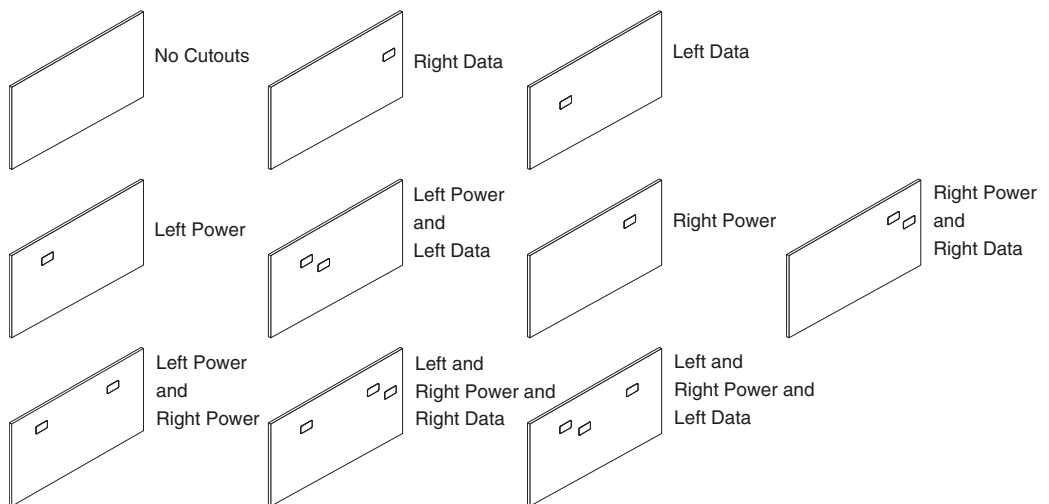 No Cutouts
Right Data
Left Data
Left Power
Left Power
and
Left Data
Right Power
Right Power
and
Right Data
Left Power
and
Right Power
Left and
Right Power and
Right Data
Left and
Right Power and
Left Data